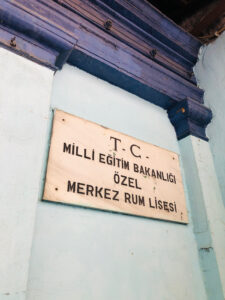 T·C·
MİLLİ EĞİTİM BAKANLIĞI
ÖZEL
MERKEZ RUM LİSESİ